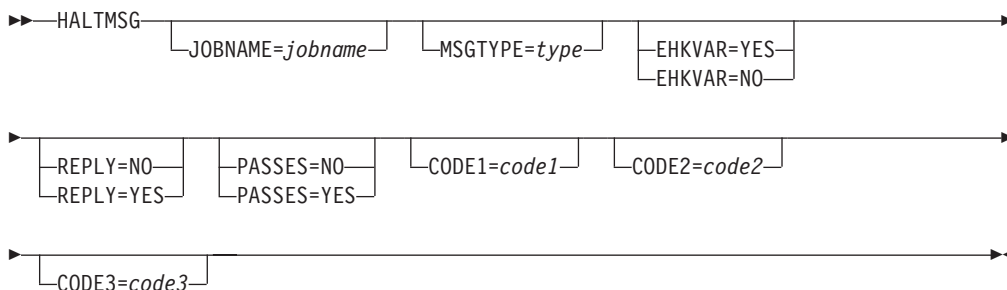 HALTMSG
JOBNAME=jobname
MSGTYPE=type
EHKVAR=YES
EHKVAR=NO
REPLY=NO
REPLY=YES
PASSES=NO
PASSES=YES
CODE1=code1
CODE2=code2
CODE3=code3